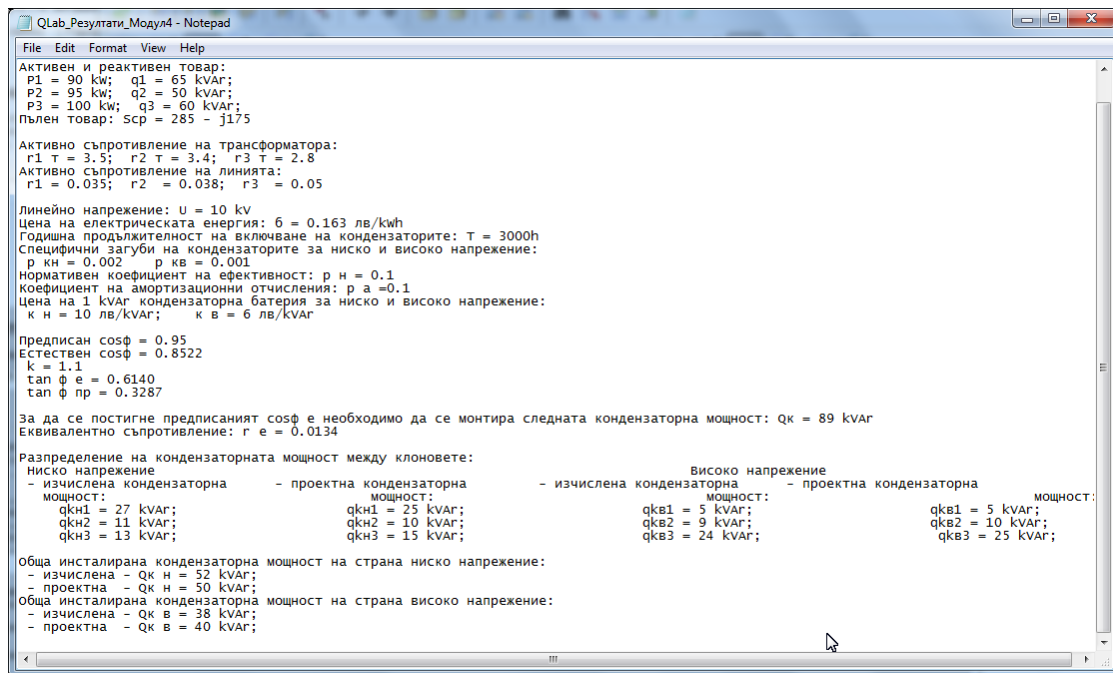 QLab_Резултати_Модул4 - Notepad
File Edit Format View Help
Активен и реактивен товар:
P1 = 90 kW; q1 = 65 kVAr;
P2 = 95 kW; q2 = 50 kVAr;
P3 = 100 kW; q3 = 60 kVAr;
Пълен товар: Scp = 285 - j175
Активно съпротивление на трансформатора:
r1 т = 3.5; r2 т = 3.4; r3 т = 2.8
Активно съпротивление на линията:
r1 = 0.035; r2 = 0.038; r3 = 0.05
Линейно напрежение: U = 10 kV
Цена на електрическата енергия: б = 0.163 лв/kWh
Годишна продължителност на включване на кондензаторите: T = 3000h
Специфични загуби на кондензаторите за ниско и високо напрежение:
p кн = 0.002 p кв = 0.001
Нормативен коефициент на ефективност: p н = 0.1
Коефициент на амортизационни отчисления: p а =0.1
Цена на 1 kVAr кондензаторна батерия за ниско и високо напрежение:
к н = 10 лв/kVAr; к в = 6 лв/kVAr
Предписан cosф = 0.95
Естествен cosф = 0.8522
k = 1.1
tan ф е = 0.6140
tan ф пр = 0.3287
За да се постигне предписаният cosф е необходимо да се монтира следната кондензаторна мощност: Qк = 89 kVAr
Еквивалентно съпротивление: r е = 0.0134
Разпределение на кондензаторната мощност между клоновете:
Ниско напрежение Високо напрежение
- изчислена кондензаторна - проектна кондензаторна - изчислена кондензаторна - проектна кондензаторна
мощност: мощност: мощност: мощност:
qкн1 = 27 kVAr; qкн1 = 25 kVAr; qкв1 = 5 kVAr; qкв1 = 5 kVAr;
qкн2 = 11 kVAr; qкн2 = 10 kVAr; qкв2 = 9 kVAr; qкв2 = 10 kVAr;
qкн3 = 13 kVAr; qкн3 = 15 kVAr; qкв3 = 24 kVAr; qкв3 = 25 kVAr;
Обща инсталирана кондензаторна мощност на страна ниско напрежение:
- изчислена - Qк н = 52 kVAr;
- проектна - Qк н = 50 kVAr;
Обща инсталирана кондензаторна мощност на страна високо напрежение:
- изчислена - Qк в = 38 kVAr;
- проектна - Qк в = 40 kVAr;